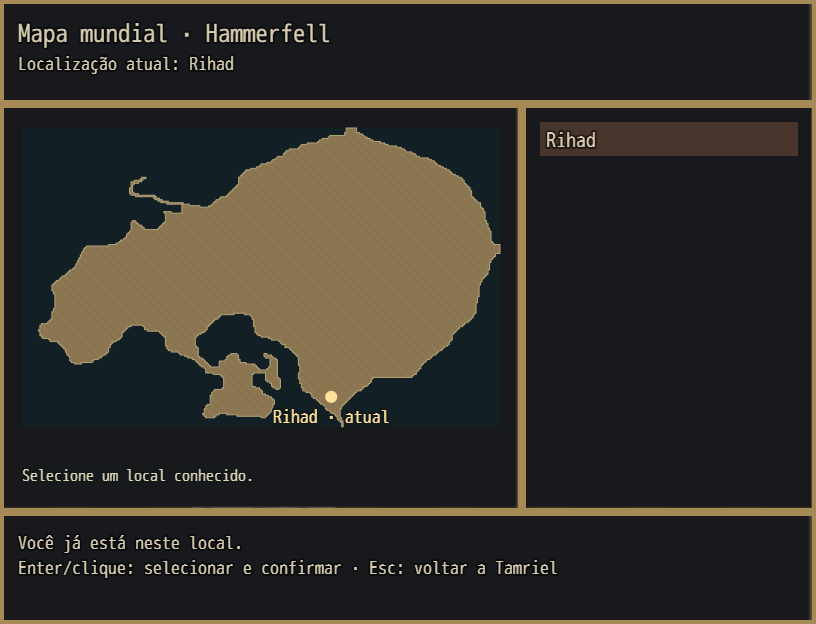 Mapa mundial · Hammerfell
Localização atual: Rihad
Rihad
Rihad · atual
Selecione um local conhecido.
Você já está neste local.
Enter/clique: selecionar e confirmar · Esc: voltar a Tamriel